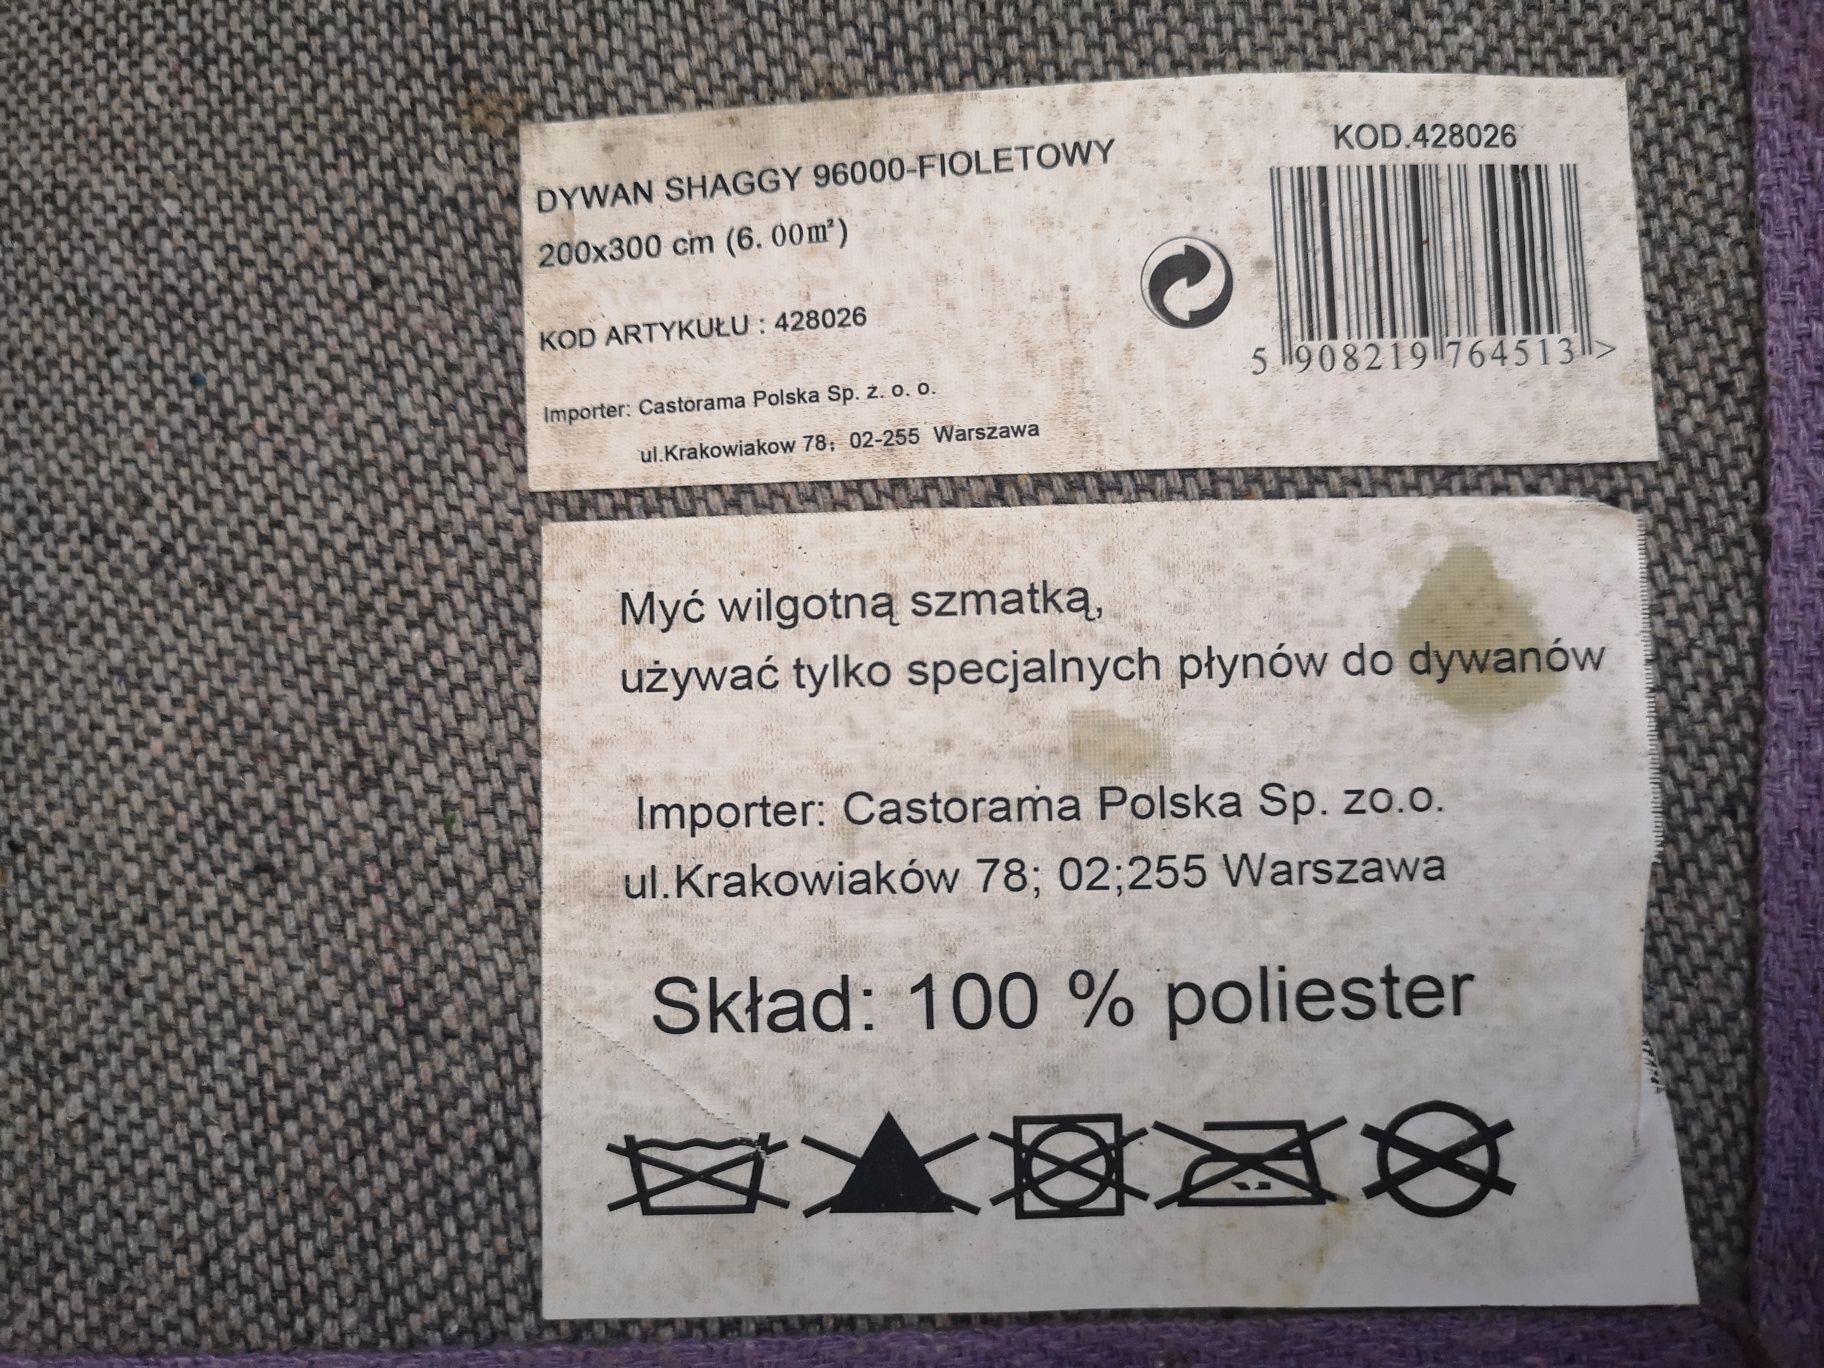 DYWAN SHAGGY 96000-FIOLETOWY
200x300 cm (6. 00m²)
KOD ARTYKUŁU : 428026
Importer: Castorama Polska Sp. z. o. o.
ul.Krakowiakow 78; 02-255 Warszawa
KOD.428026
5 908219 764513 >
Myć wilgotną szmatką,
używać tylko specjalnych płynów do dywanów
Importer: Castorama Polska Sp. zo.o.
ul.Krakowiaków 78; 02;255 Warszawa
Skład: 100 % poliester